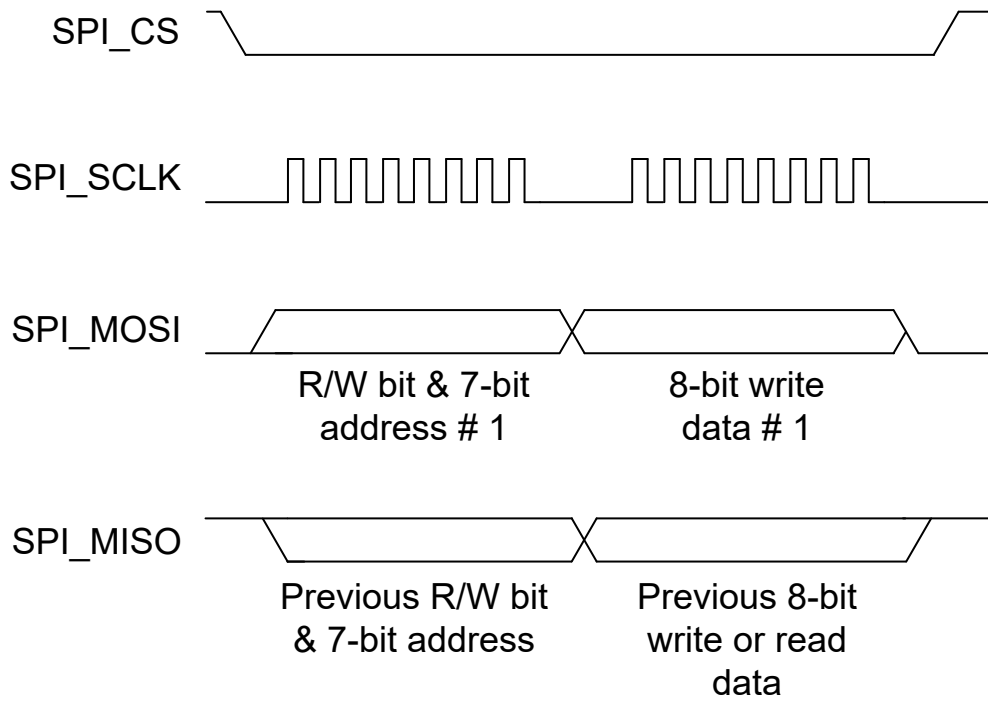 SPI_CS
SPI_SCLK
SPI_MOSI
R/W bit & 7-bit
address # 1
8-bit write
data # 1
SPI_MISO
Previous R/W bit
& 7-bit address
Previous 8-bit
write or read
data